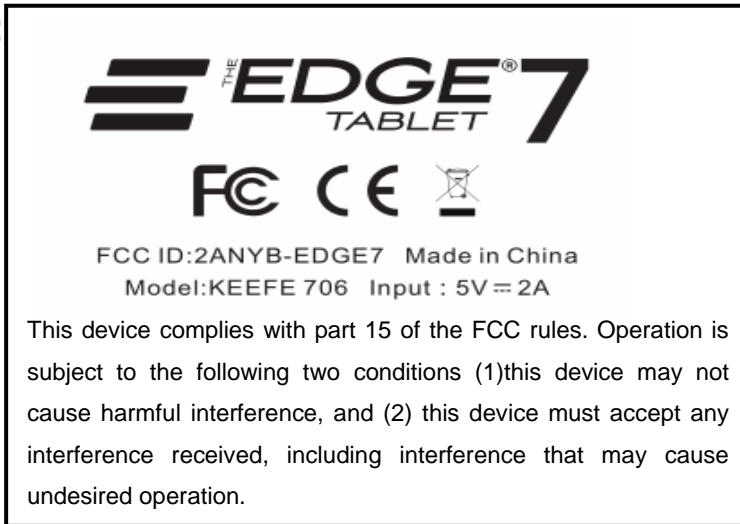 THE EDGE® 7
TABLET
FC CE
FCC ID:2ANYB-EDGE7 Made in China
Model:KEEFE 706 Input : 5V⎓2A
This device complies with part 15 of the FCC rules. Operation is
subject to the following two conditions (1)this device may not
cause harmful interference, and (2) this device must accept any
interference received, including interference that may cause
undesired operation.